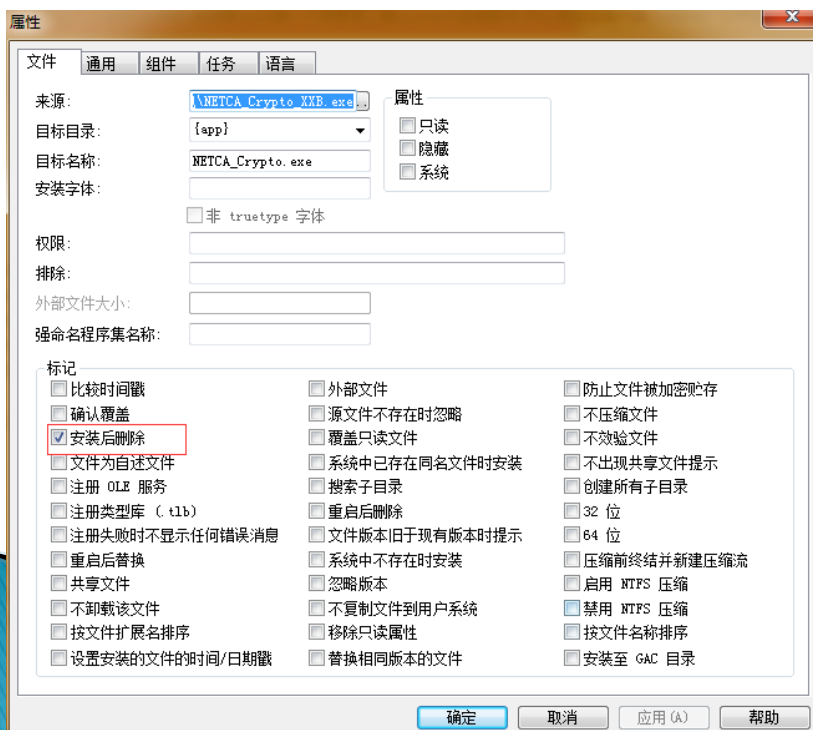 属性
文件 通用 组件 任务 语言
来源: .\NETCA_Crypto_XXB.exe ..
目标目录: {app}
目标名称: NETCA_Crypto.exe
安装字体:
非 truetype 字体
属性
只读
隐藏
系统
权限:
排除:
外部文件大小:
强命名程序集名称:
标记
比较时间戳 外部文件 防止文件被加密贮存
确认覆盖 源文件不存在时忽略 不压缩文件
安装后删除 覆盖只读文件 不效验文件
文件为自述文件 系统中已存在同名文件时安装 不出现共享文件提示
注册 OLE 服务 搜索子目录 创建所有子目录
注册类型库 (.tlb) 重启后删除 32 位
注册失败时不显示任何错误消息 文件版本旧于现有版本时提示 64 位
重启后替换 系统中不存在时安装 压缩前终结并新建压缩流
共享文件 忽略版本 启用 NTFS 压缩
不卸载该文件 不复制文件到用户系统 禁用 NTFS 压缩
按文件扩展名排序 移除只读属性 按文件名称排序
设置安装的文件的时间/日期戳 替换相同版本的文件 安装至 GAC 目录
确定 取消 应用(A) 帮助